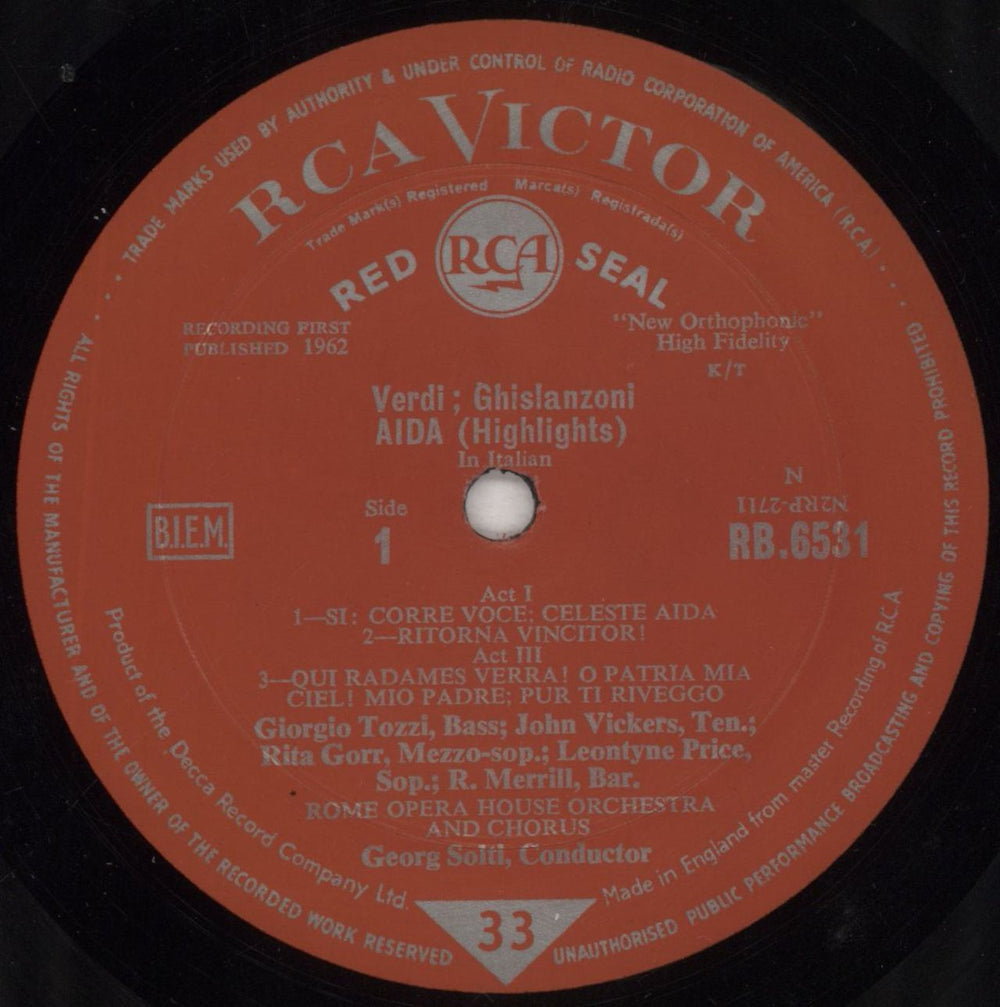 TRADE MARKS USED BY AUTHORITY & UNDER CONTROL OF RADIO CORPORATION OF AMERICA (R.C.A.)
RCA VICTOR
Trade Mark(s) Registered Marca(s) Registrada(s)
RED RCA SEAL
RECORDING FIRST
PUBLISHED 1962
"New Orthophonic"
High Fidelity
K/T
Verdi; Ghislanzoni
AIDA (Highlights)
In Italian
B.I.E.M.
Side
1
N
N2RP-2711
RB.6531
Act I
1—SI: CORRE VOCE; CELESTE AIDA
2—RITORNA VINCITOR!
Act III
3—QUI RADAMES VERRA! O PATRIA MIA
CIEL! MIO PADRE; PUR TI RIVEGGO
Giorgio Tozzi, Bass; John Vickers, Ten.;
Rita Gorr, Mezzo-sop.; Leontyne Price,
Sop.; R. Merrill, Bar.
ROME OPERA HOUSE ORCHESTRA
AND CHORUS
Georg Solti, Conductor
Product of the Decca Record Company Ltd.
Made in England from master Recording of R.C.A
33
ALL RIGHTS OF THE MANUFACTURER AND OF THE OWNER OF THE RECORDED WORK RESERVED
UNAUTHORISED PUBLIC PERFORMANCE BROADCASTING AND COPYING OF THIS RECORD PROHIBITED